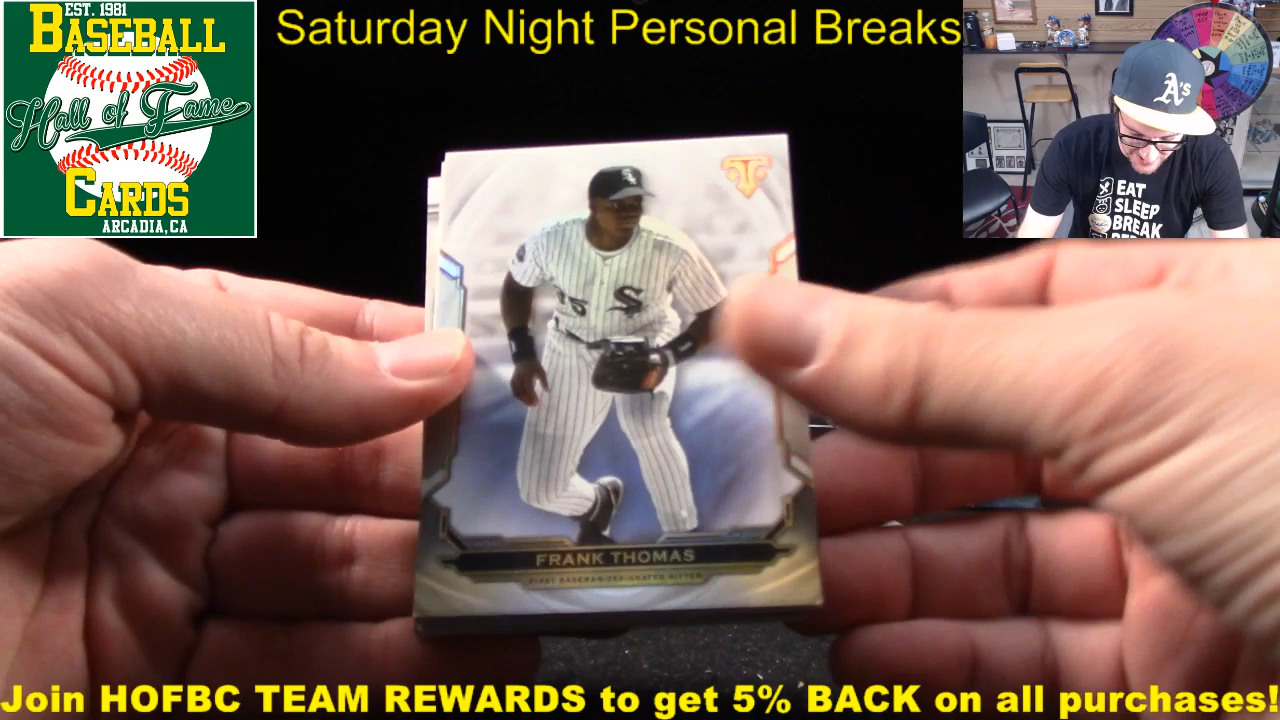 EST. 1981
BASEBALL
Hall of Fame
CARDS
ARCADIA, CA
Saturday Night Personal Breaks
A's
EAT
SLEEP
BREAK
FRANK THOMAS
FIRST BASEMAN-DESIGNATED HITTER
Join HOFBC TEAM REWARDS to get 5% BACK on all purchases!